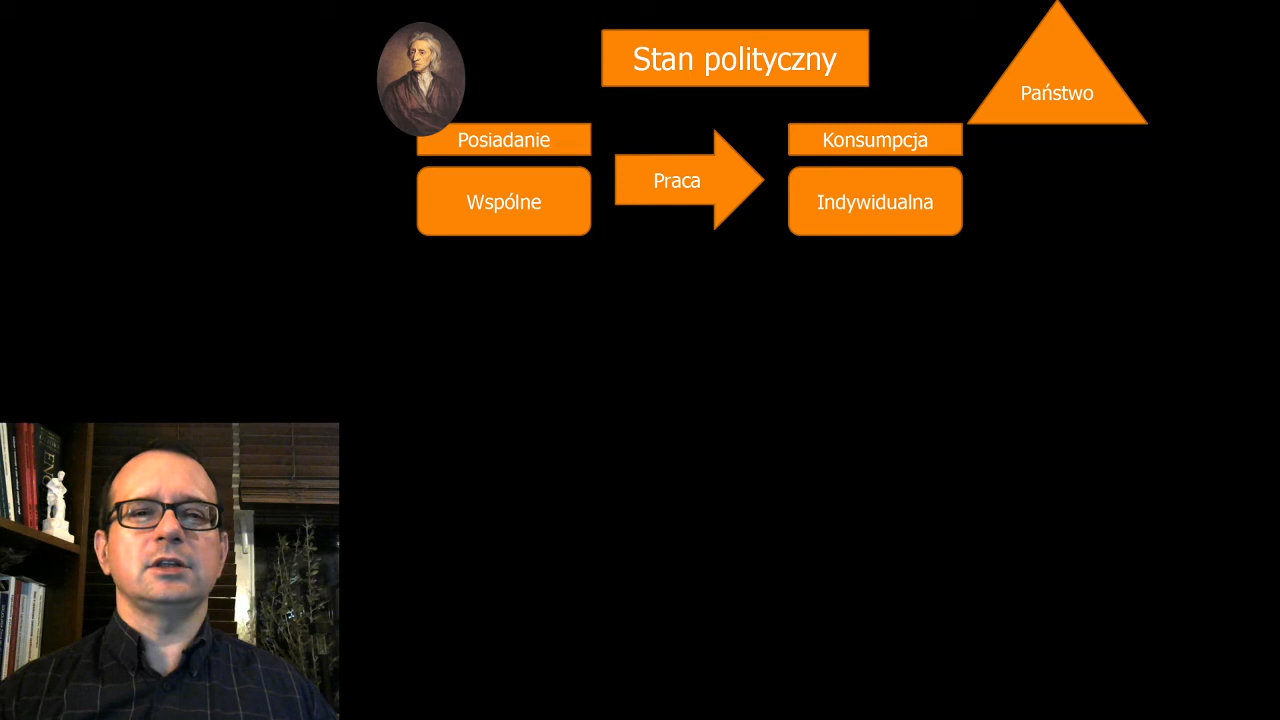 Stan polityczny
Państwo
Posiadanie
Konsumpcja
Praca
Wspólne
Indywidualna